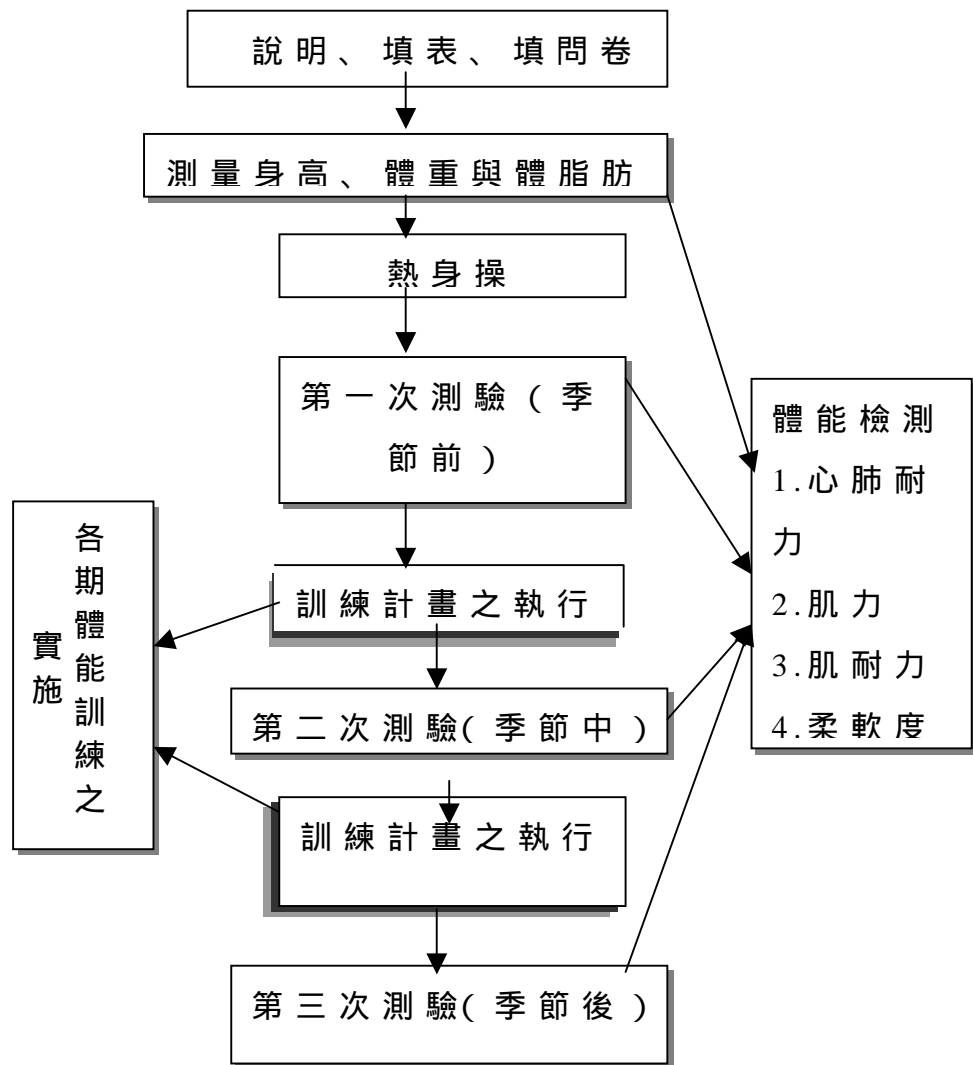 說明、填表、填問卷
測量身高、體重與體脂肪
熱身操
第一次測驗(季
節前)
體能檢測
1.心肺耐
力
2.肌力
3.肌耐力
4.柔軟度
各期體能訓練之
實施
訓練計畫之執行
第二次測驗(季節中)
訓練計畫之執行
第三次測驗(季節後)